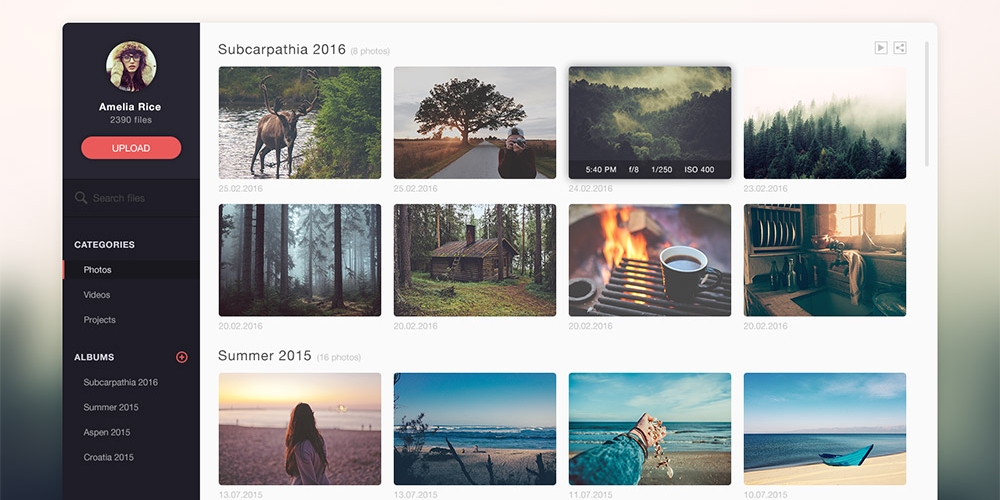 Amelia Rice
2390 files
UPLOAD
Search files
CATEGORIES
Photos
Videos
Projects
ALBUMS
Subcarpathia 2016
Summer 2015
Aspen 2015
Croatia 2015
Subcarpathia 2016 (8 photos)
5:40 PM f/8 1/250 ISO 400
25.02.2016 25.02.2016 24.02.2016 23.02.2016
20.02.2016 20.02.2016 20.02.2016 20.02.2016
Summer 2015 (16 photos)
13.07.2015 13.07.2015 11.07.2015 10.07.2015